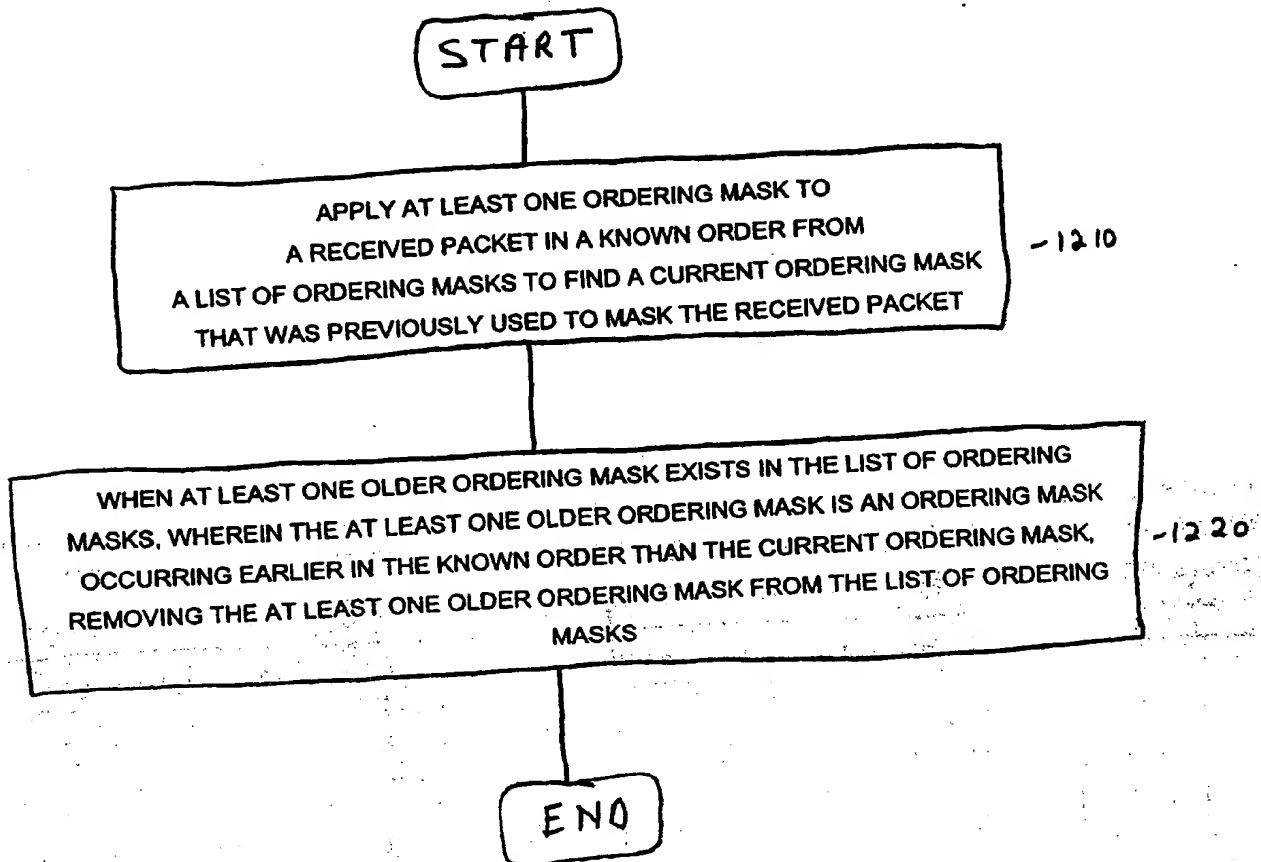 START
APPLY AT LEAST ONE ORDERING MASK TO
A RECEIVED PACKET IN A KNOWN ORDER FROM
A LIST OF ORDERING MASKS TO FIND A CURRENT ORDERING MASK
THAT WAS PREVIOUSLY USED TO MASK THE RECEIVED PACKET
-1210
WHEN AT LEAST ONE OLDER ORDERING MASK EXISTS IN THE LIST OF ORDERING
MASKS, WHEREIN THE AT LEAST ONE OLDER ORDERING MASK IS AN ORDERING MASK
OCCURRING EARLIER IN THE KNOWN ORDER THAN THE CURRENT ORDERING MASK,
REMOVING THE AT LEAST ONE OLDER ORDERING MASK FROM THE LIST OF ORDERING
MASKS
-1220
END